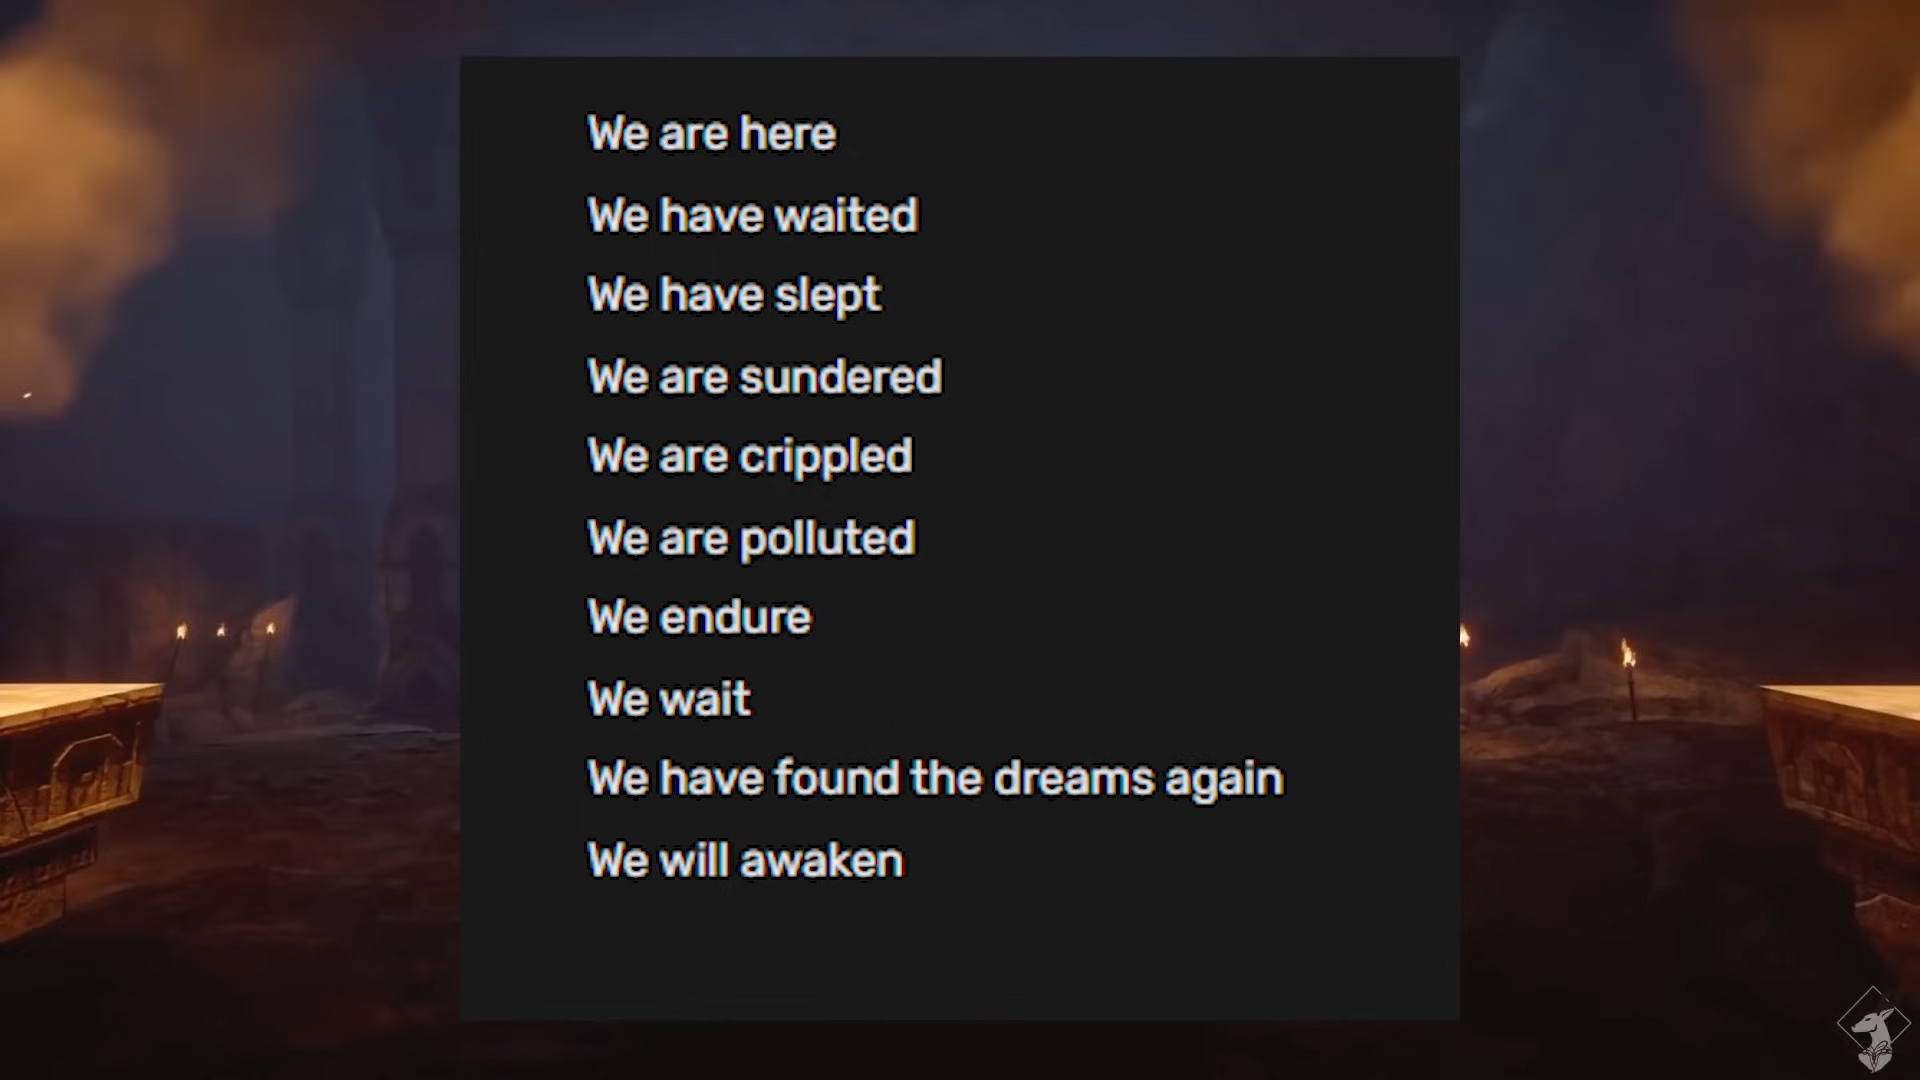 We are here
We have waited
We have slept
We are sundered
We are crippled
We are polluted
We endure
We wait
We have found the dreams again
We will awaken